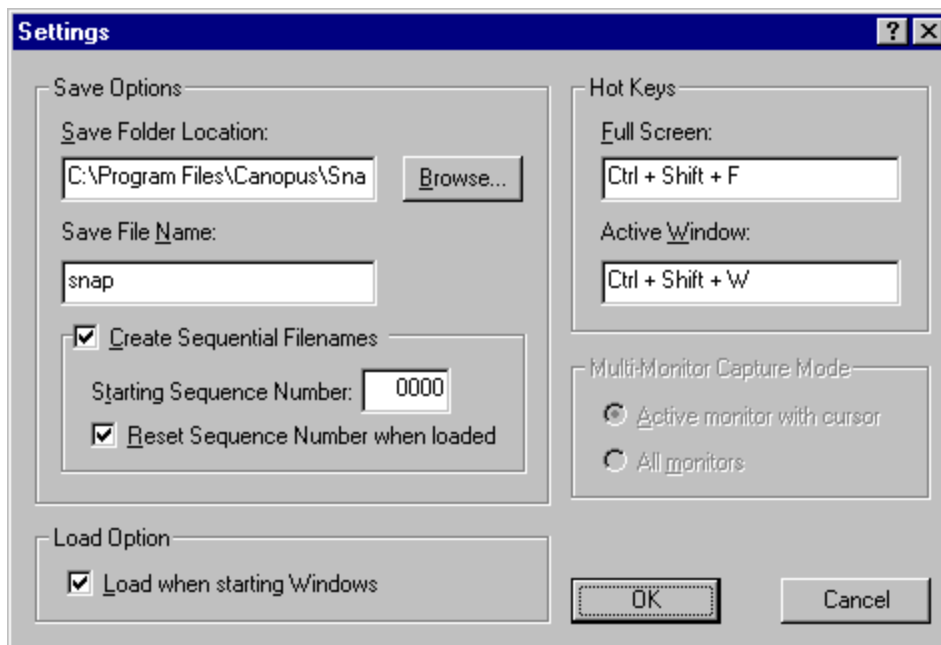 Settings
Save Options
Save Folder Location:
C:\Program Files\Canopus\Sna
Browse...
Save File Name:
snap
Create Sequential Filenames
Starting Sequence Number: 0000
Reset Sequence Number when loaded
Load Option
Load when starting Windows
Hot Keys
Full Screen:
Ctrl + Shift + F
Active Window:
Ctrl + Shift + W
Multi-Monitor Capture Mode
Active monitor with cursor
All monitors
OK
Cancel